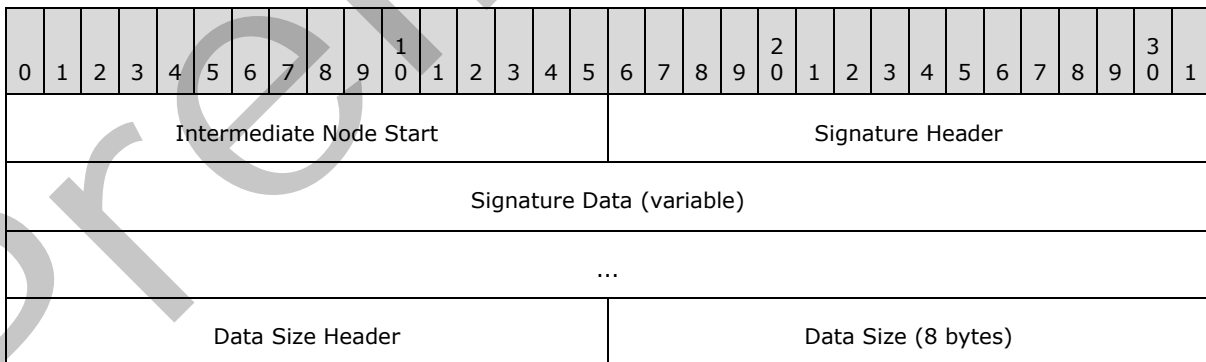 1 2 3
0 1 2 3 4 5 6 7 8 9 0 1 2 3 4 5 6 7 8 9 0 1 2 3 4 5 6 7 8 9 0 1
Intermediate Node Start Signature Header
Signature Data (variable)
...
Data Size Header Data Size (8 bytes)